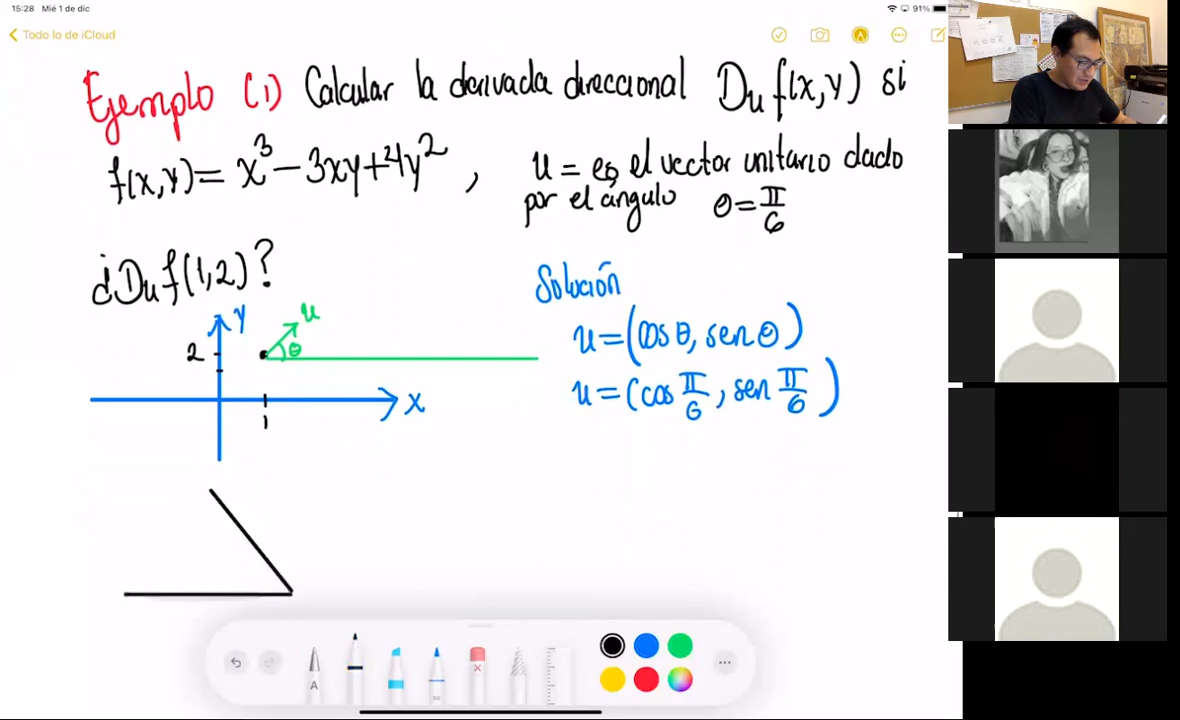 15:28 Mié 1 de dic
91%
Todo lo de iCloud
Ejemplo (1) Calcular la derivada direccional Duf(x,y) si
f(x,y)= x³-3xy+4y², u = es el vector unitario dado
por el ángulo θ=π/6
¿Duf(1,2)?
Solución
u=(cos θ, sen θ)
u=(cos π/6, sen π/6)
y
u
θ
2
x
1
A